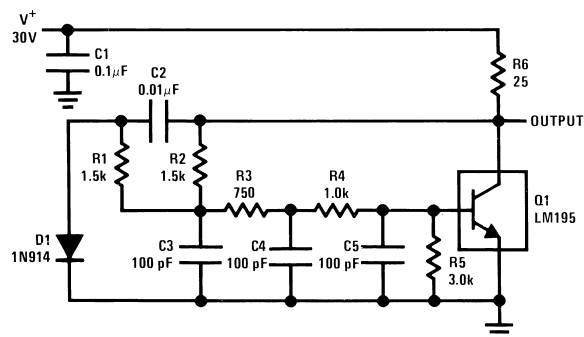 V+
30V
C1
0.1μF
C2
0.01μF
R6
25
OUTPUT
R1
1.5k
R2
1.5k
R3
750
R4
1.0k
Q1
LM195
D1
1N914
C3
100 pF
C4
100 pF
C5
100 pF
R5
3.0k